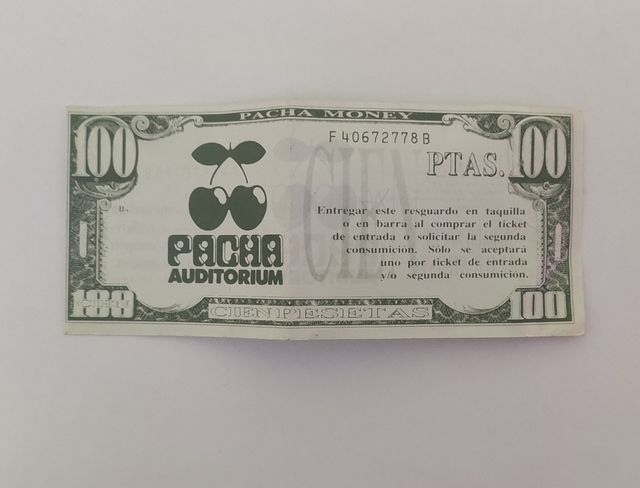 PACHA MONEY
100
F40672778B
PTAS. 100
CIEN
B.
PACHA
AUDITORIUM
Entregar este resguardo en taquilla
o en barra al comprar el ticket
de entrada o solicitar la segunda
consumición. Sólo se aceptará
uno por ticket de entrada
y/o segunda consumición.
100
CIEN PESETAS
100